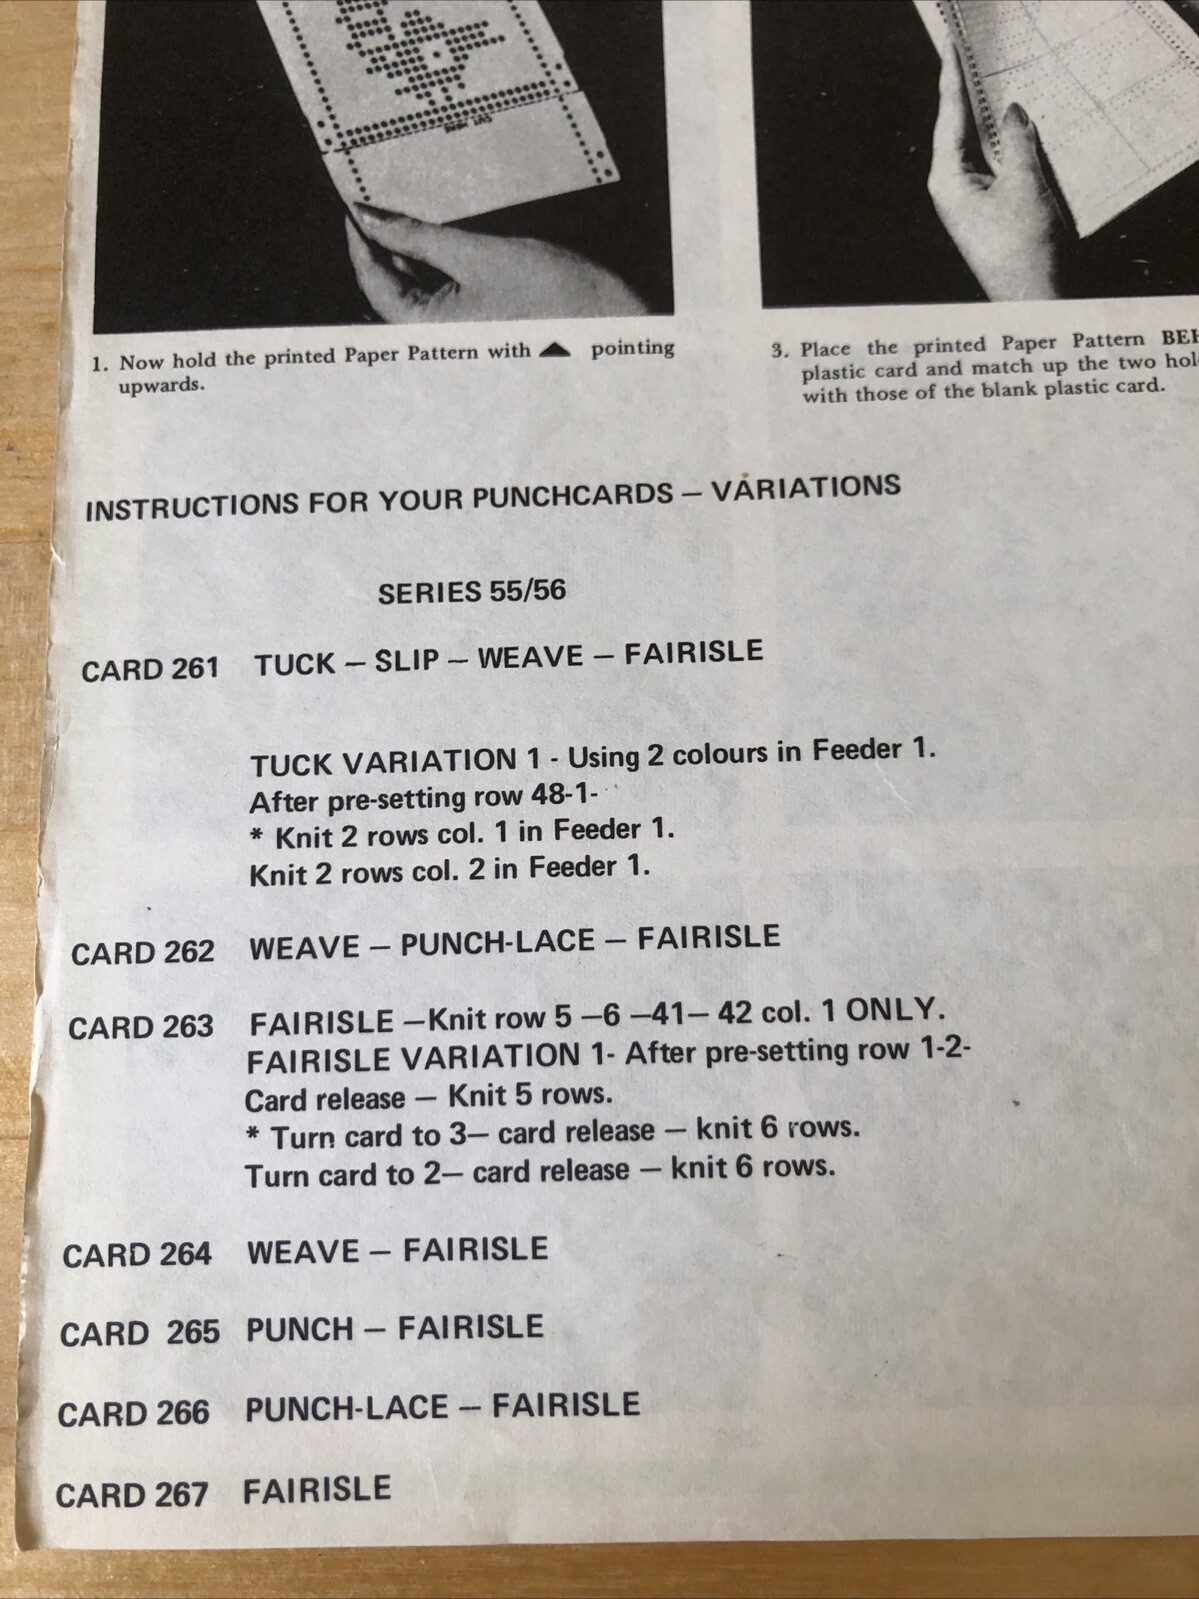 1. Now hold the printed Paper Pattern with ▲ pointing
upwards.
3. Place the printed Paper Pattern
plastic card and match up the two
with those of the blank plastic card.
INSTRUCTIONS FOR YOUR PUNCHCARDS – VARIATIONS
SERIES 55/56
CARD 261 TUCK – SLIP – WEAVE – FAIRISLE
TUCK VARIATION 1 - Using 2 colours in Feeder 1.
After pre-setting row 48-1-
* Knit 2 rows col. 1 in Feeder 1.
Knit 2 rows col. 2 in Feeder 1.
CARD 262 WEAVE – PUNCH-LACE – FAIRISLE
CARD 263 FAIRISLE –Knit row 5 –6 –41– 42 col. 1 ONLY.
FAIRISLE VARIATION 1- After pre-setting row 1-2-
Card release – Knit 5 rows.
* Turn card to 3– card release – knit 6 rows.
Turn card to 2– card release – knit 6 rows.
CARD 264 WEAVE – FAIRISLE
CARD 265 PUNCH – FAIRISLE
CARD 266 PUNCH-LACE – FAIRISLE
CARD 267 FAIRISLE